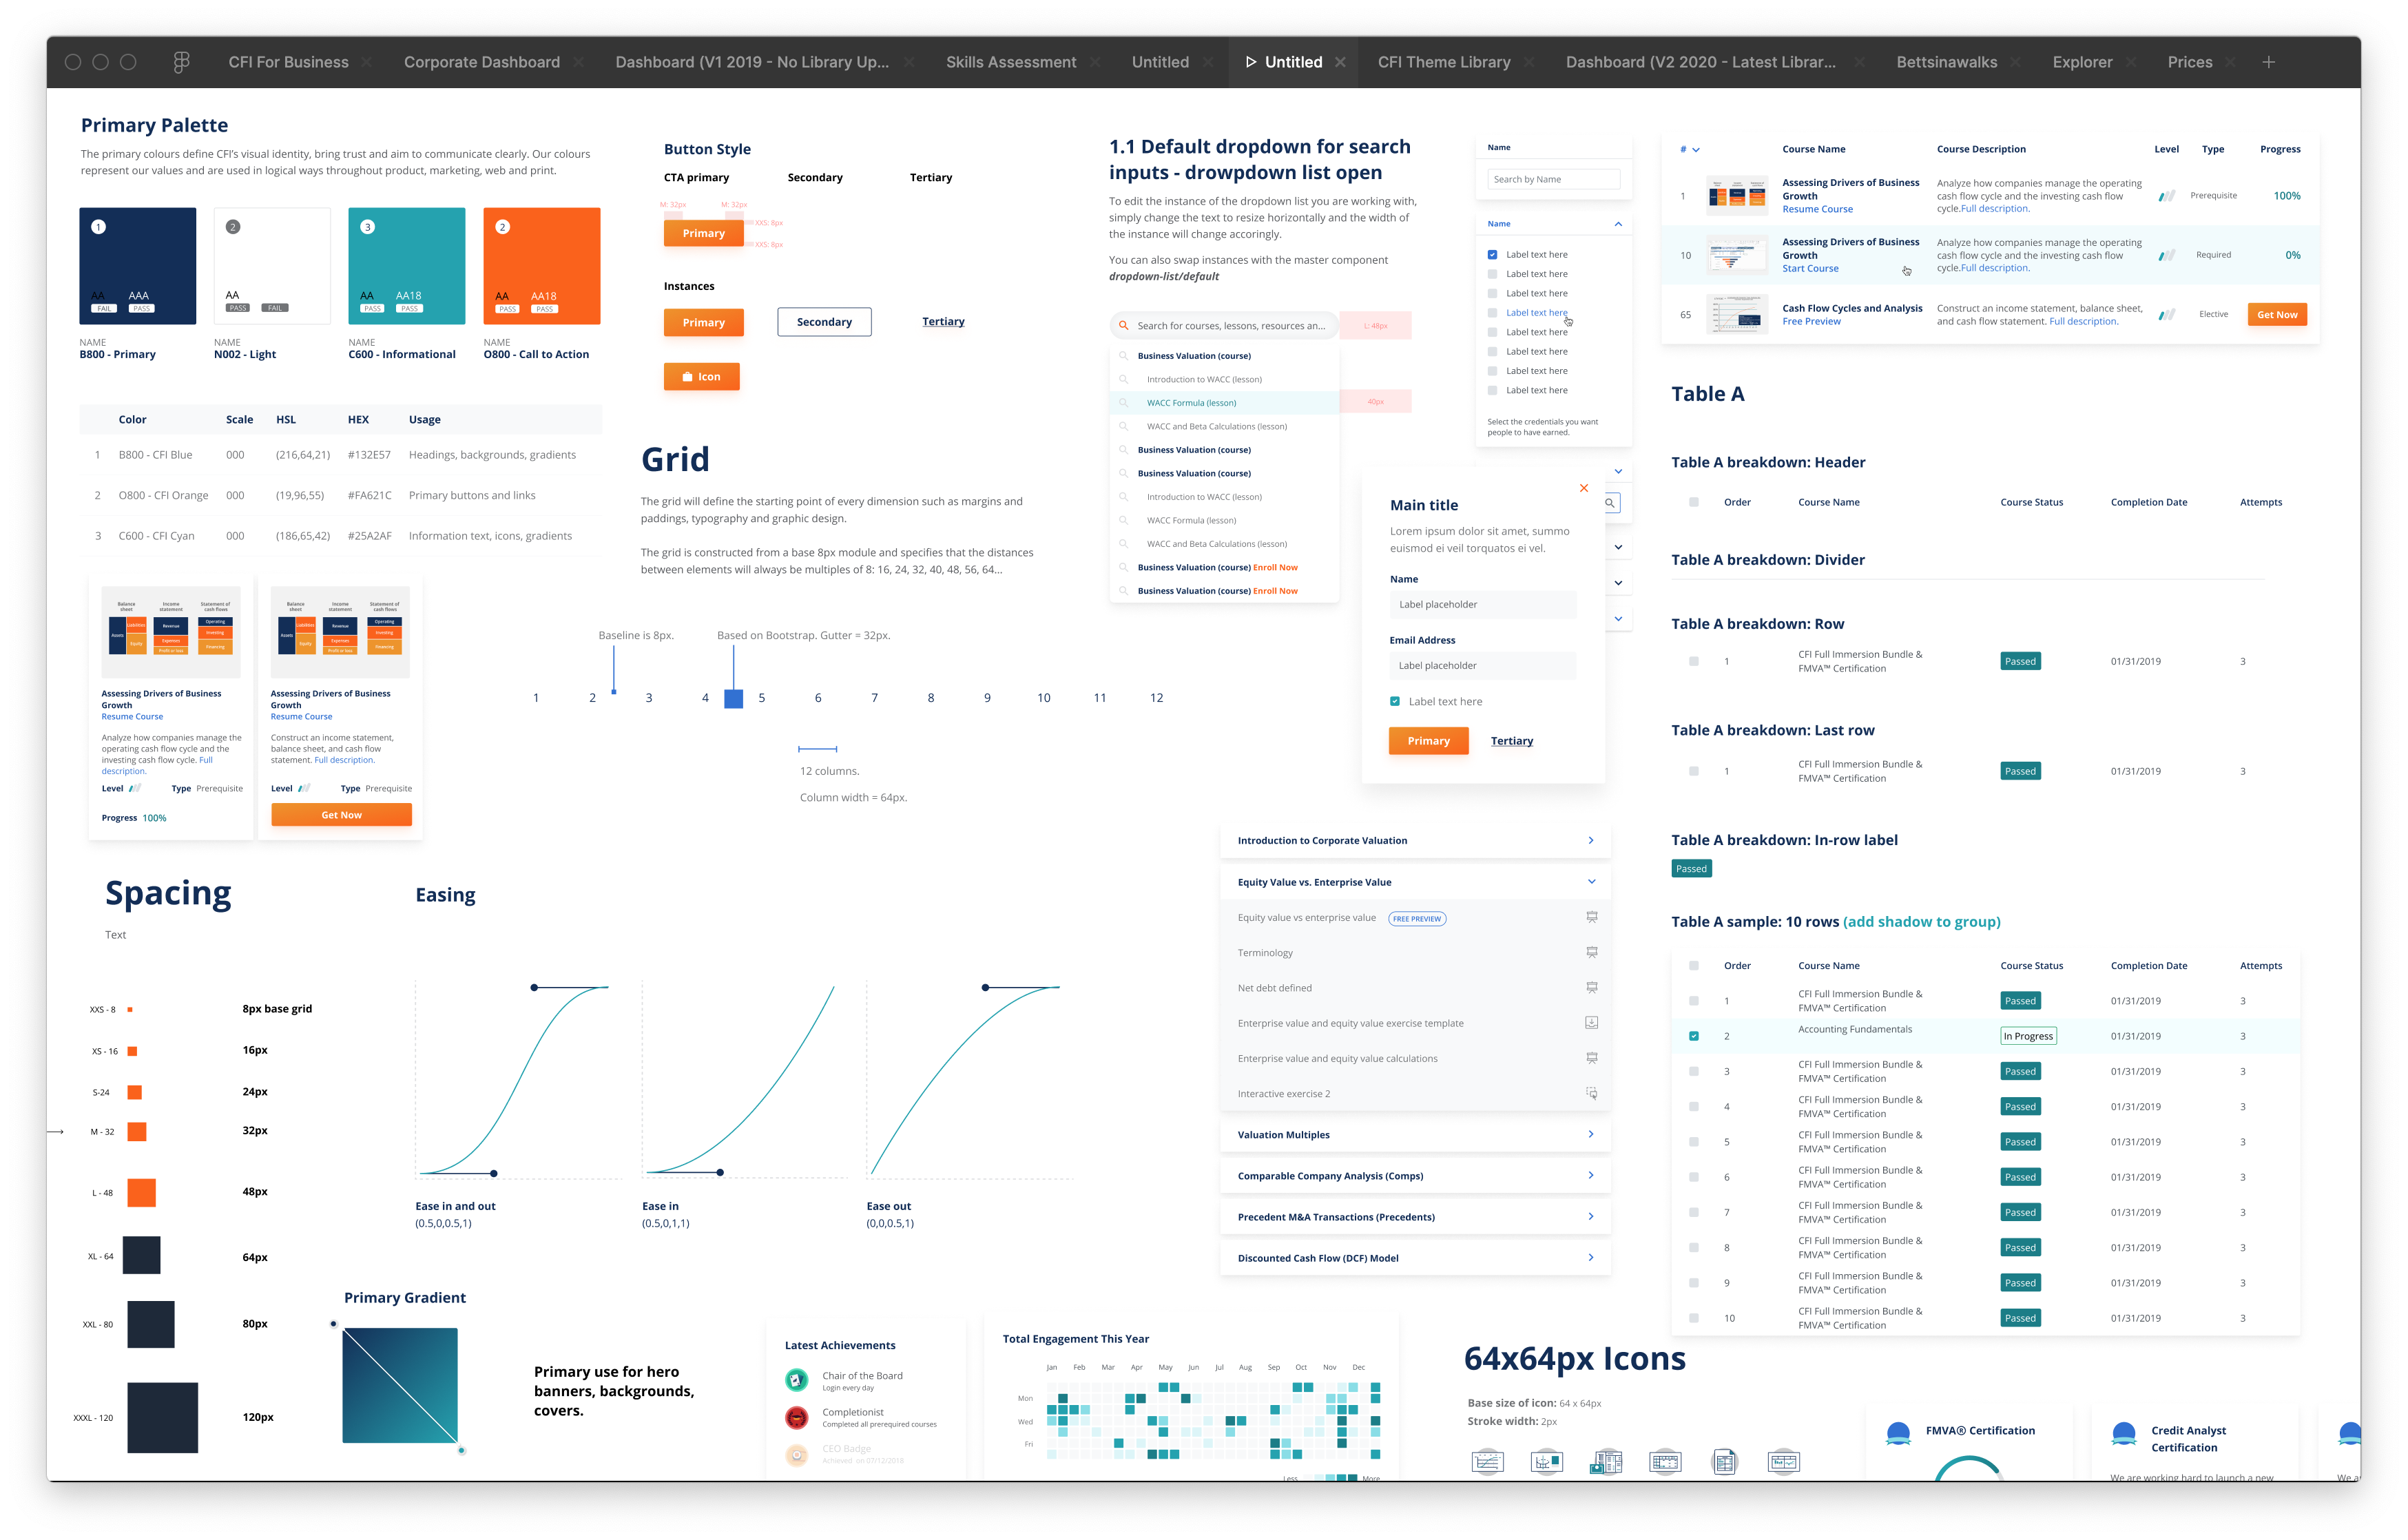 CFI For Business
Corporate Dashboard
Dashboard (V1 2019 - No Library Up...
Skills Assessment
Untitled
Untitled
CFI Theme Library
Dashboard (V2 2020 - Latest Librar...
Bettsinawalks
Explorer
Prices
Primary Palette
The primary colours define CFI's visual identity, bring trust and aim to communicate clearly. Our colours
represent our values and are used in logical ways throughout product, marketing, web and print.
1
AA AAA
FAIL PASS
NAME
B800 - Primary
2
AA
PASS FAIL
NAME
N002 - Light
3
AA AA18
PASS PASS
NAME
C600 - Informational
2
AA AA18
PASS PASS
NAME
O800 - Call to Action
Color Scale HSL HEX Usage
1 B800 - CFI Blue 000 (216,64,21) #132E57 Headings, backgrounds, gradients
2 O800 - CFI Orange 000 (19,96,55) #FA621C Primary buttons and links
3 C600 - CFI Cyan 000 (186,65,42) #25A2AF Information text, icons, gradients
Balance sheet Income statement Statement of cash flows
Assets Liabilities Equity Revenue Expenses Profit or loss Operating Investing Financing
Assessing Drivers of Business
Growth
Resume Course
Analyze how companies manage the
operating cash flow cycle and the
investing cash flow cycle. Full
description.
Level Type Prerequisite
Progress 100%
Balance sheet Income statement Statement of cash flows
Assets Liabilities Equity Revenue Expenses Profit or loss Operating Investing Financing
Assessing Drivers of Business
Growth
Resume Course
Construct an income statement,
balance sheet, and cash flow
statement. Full description.
Level Type Prerequisite
Get Now
Button Style
CTA primary Secondary Tertiary
M: 32px M: 32px
XXS: 8px
Primary
XXS: 8px
Instances
Primary Secondary Tertiary
Icon
Grid
The grid will define the starting point of every dimension such as margins and
paddings, typography and graphic design.
The grid is constructed from a base 8px module and specifies that the distances
between elements will always be multiples of 8: 16, 24, 32, 40, 48, 56, 64...
Baseline is 8px. Based on Bootstrap. Gutter = 32px.
1 2 3 4 5 6 7 8 9 10 11 12
12 columns.
Column width = 64px.
1.1 Default dropdown for search
inputs - drowpdown list open
To edit the instance of the dropdown list you are working with,
simply change the text to resize horizontally and the width of
the instance will change accoringly.
You can also swap instances with the master component
dropdown-list/default
Search for courses, lessons, resources an...
L: 48px
Business Valuation (course)
Introduction to WACC (lesson)
WACC Formula (lesson)
40px
WACC and Beta Calculations (lesson)
Business Valuation (course)
Business Valuation (course)
Introduction to WACC (lesson)
WACC Formula (lesson)
WACC and Beta Calculations (lesson)
Business Valuation (course) Enroll Now
Business Valuation (course) Enroll Now
Name
Search by Name
Name
Label text here
Label text here
Label text here
Label text here
Label text here
Label text here
Label text here
Label text here
Select the credentials you want
people to have earned.
Main title
Lorem ipsum dolor sit amet, summo
euismod ei veil torquatos ei vel.
Name
Label placeholder
Email Address
Label placeholder
Label text here
Primary Tertiary
# Course Name Course Description Level Type Progress
1
Assessing Drivers of Business
Growth
Resume Course
Analyze how companies manage the operating
cash flow cycle and the investing cash flow
cycle.Full description.
Prerequisite
100%
10
Assessing Drivers of Business
Growth
Start Course
Analyze how companies manage the operating
cash flow cycle and the investing cash flow
cycle.Full description.
Required
0%
65
Cash Flow Cycles and Analysis
Free Preview
Construct an income statement, balance sheet,
and cash flow statement. Full description.
Elective
Get Now
Table A
Table A breakdown: Header
Order Course Name Course Status Completion Date Attempts
Table A breakdown: Divider
Table A breakdown: Row
1 CFI Full Immersion Bundle &
FMVA™ Certification Passed 01/31/2019 3
Table A breakdown: Last row
1 CFI Full Immersion Bundle &
FMVA™ Certification Passed 01/31/2019 3
Table A breakdown: In-row label
Passed
Table A sample: 10 rows (add shadow to group)
Order Course Name Course Status Completion Date Attempts
1 CFI Full Immersion Bundle &
FMVA™ Certification Passed 01/31/2019 3
2 Accounting Fundamentals In Progress 01/31/2019 3
3 CFI Full Immersion Bundle &
FMVA™ Certification Passed 01/31/2019 3
4 CFI Full Immersion Bundle &
FMVA™ Certification Passed 01/31/2019 3
5 CFI Full Immersion Bundle &
FMVA™ Certification Passed 01/31/2019 3
6 CFI Full Immersion Bundle &
FMVA™ Certification Passed 01/31/2019 3
7 CFI Full Immersion Bundle &
FMVA™ Certification Passed 01/31/2019 3
8 CFI Full Immersion Bundle &
FMVA™ Certification Passed 01/31/2019 3
9 CFI Full Immersion Bundle &
FMVA™ Certification Passed 01/31/2019 3
10 CFI Full Immersion Bundle &
FMVA™ Certification Passed 01/31/2019 3
Spacing
Text
XXS - 8 8px base grid
XS - 16 16px
S-24 24px
M - 32 32px
L - 48 48px
XL - 64 64px
XXL - 80 80px
XXXL - 120 120px
Easing
Ease in and out
(0.5,0,0.5,1)
Ease in
(0.5,0,1,1)
Ease out
(0,0,0.5,1)
Primary Gradient
Primary use for hero
banners, backgrounds,
covers.
Introduction to Corporate Valuation
Equity Value vs. Enterprise Value
Equity value vs enterprise value FREE PREVIEW
Terminology
Net debt defined
Enterprise value and equity value exercise template
Enterprise value and equity value calculations
Interactive exercise 2
Valuation Multiples
Comparable Company Analysis (Comps)
Precedent M&A Transactions (Precedents)
Discounted Cash Flow (DCF) Model
Latest Achievements
Chair of the Board
Login every day
Completionist
Completed all prerequired courses
CEO Badge
Achieved on 07/12/2018
Total Engagement This Year
Jan Feb Mar Apr May Jun Jul Aug Sep Oct Nov Dec
Mon
Wed
Fri
Less More
64x64px Icons
Base size of icon: 64 x 64px
Stroke width: 2px
FMVA® Certification
Credit Analyst
Certification
We are working hard to launch a new
We a